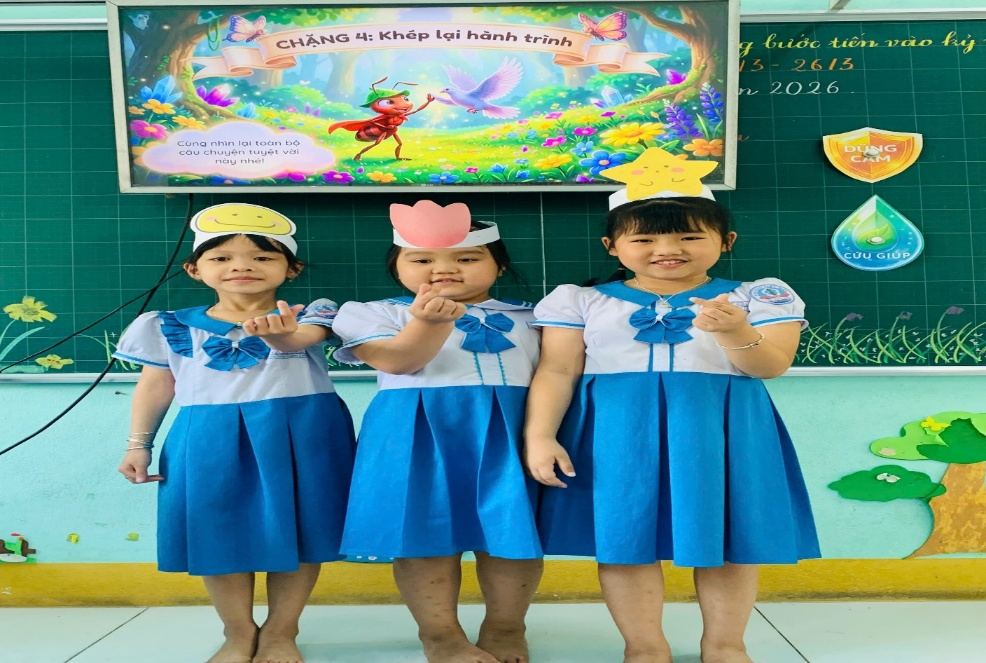 CHẶNG 4: Khép lại hành trình
Cùng nhìn lại toàn bộ
câu chuyện tuyệt vời
này nhé!
g bước tiến vào kỷ
13 - 2613
2026.
DŨNG
CẢM
CỨU GIÚP